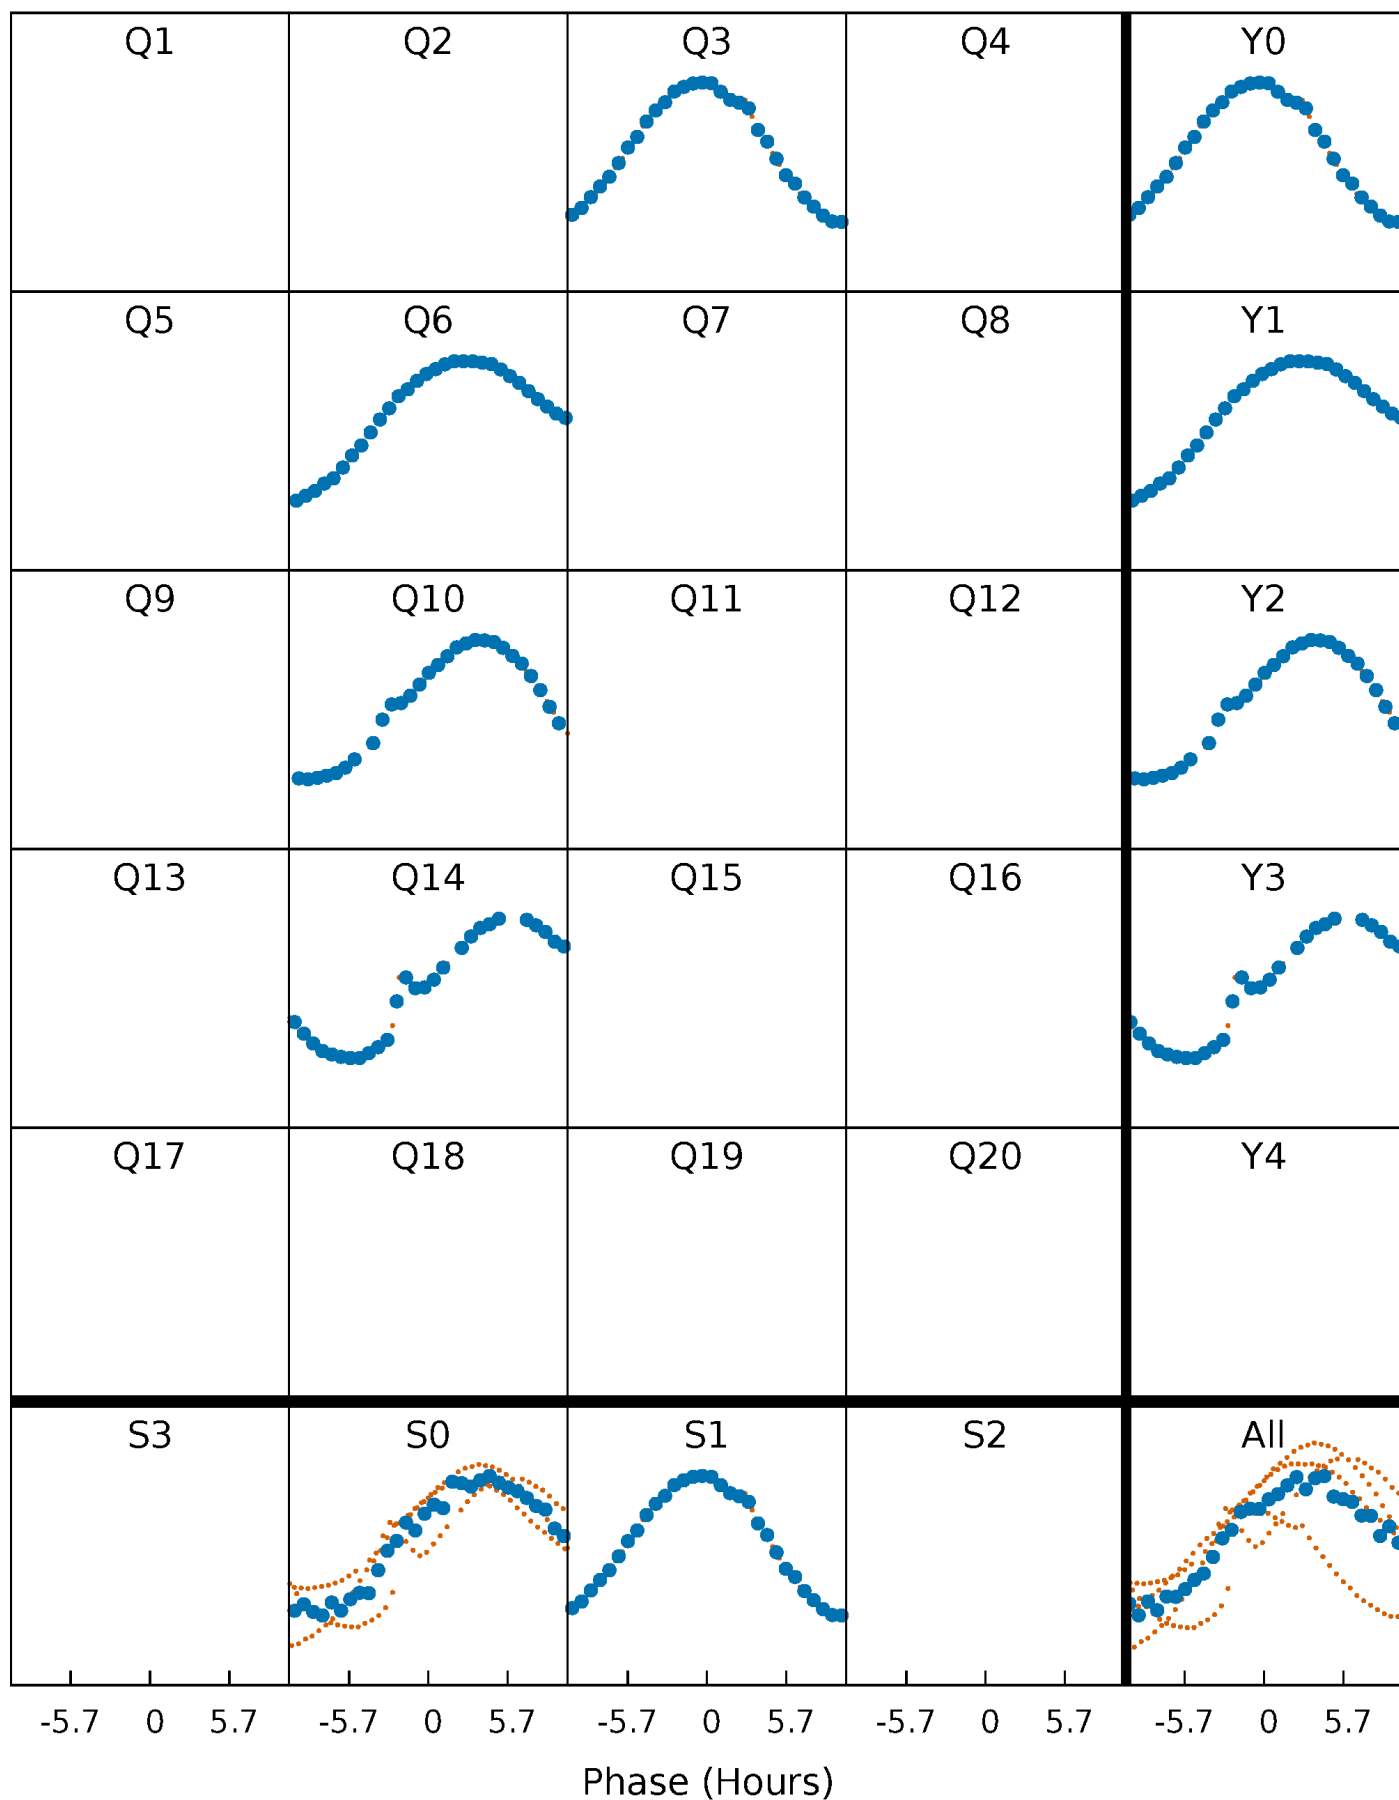 Q1 Q2 Q3 Q4 Y0
Q5 Q6 Q7 Q8 Y1
Q9 Q10 Q11 Q12 Y2
Q13 Q14 Q15 Q16 Y3
Q17 Q18 Q19 Q20 Y4
S3 S0 S1 S2 All
-5.7 0 5.7 -5.7 0 5.7 -5.7 0 5.7 -5.7 0 5.7 -5.7 0 5.7
Phase (Hours)